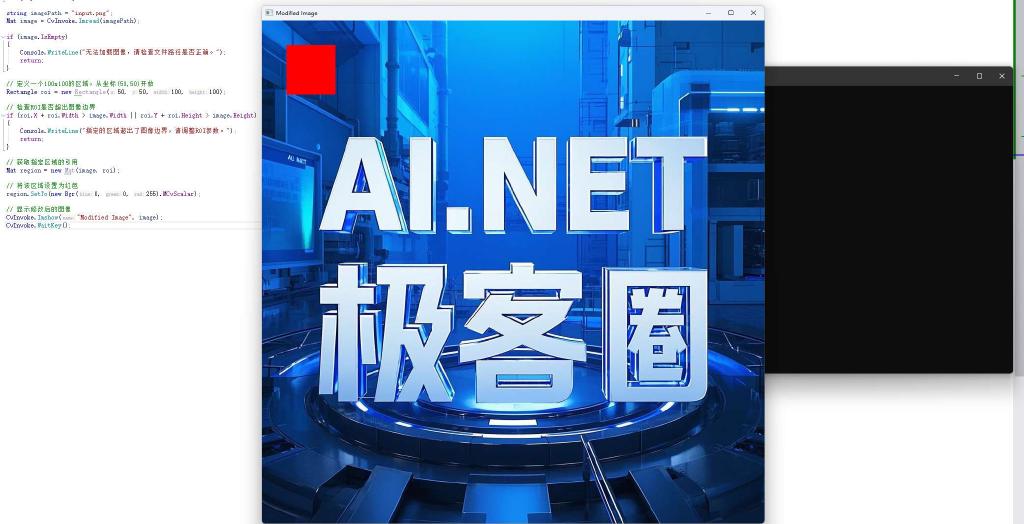 string imagePath = "input.png";
Mat image = CvInvoke.Imread(imagePath);
if (image.IsEmpty)
{
Console.WriteLine("无法加载图像，请检查文件路径是否正确。");
return;
}
// 定义一个100x100的区域，从坐标(50,50)开始
Rectangle roi = new Rectangle(x: 50, y: 50, width: 100, height: 100);
// 检查ROI是否超出图像边界
if (roi.X + roi.Width > image.Width || roi.Y + roi.Height > image.Height)
{
Console.WriteLine("指定的区域超出了图像边界，请调整ROI参数。");
return;
}
// 获取指定区域的引用
Mat region = new Mat(image, roi);
// 将该区域设置为红色
region.SetTo(new Bgr(blue: 0, green: 0, red: 255).MCvScalar);
// 显示修改后的图像
CvInvoke.Imshow(name: "Modified Image", image);
CvInvoke.WaitKey();
Modified Image
AI.NET
AI.NET
极客圈